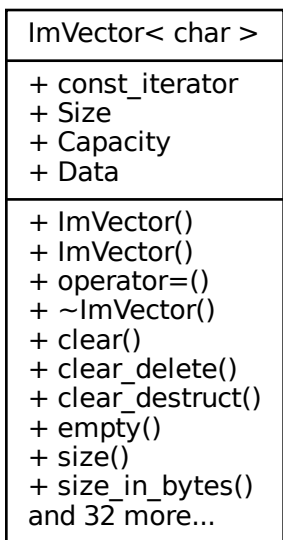 ImVector< char >
+ const_iterator
+ Size
+ Capacity
+ Data
+ ImVector()
+ ImVector()
+ operator=()
+ ~ImVector()
+ clear()
+ clear_delete()
+ clear_destruct()
+ empty()
+ size()
+ size_in_bytes()
and 32 more...